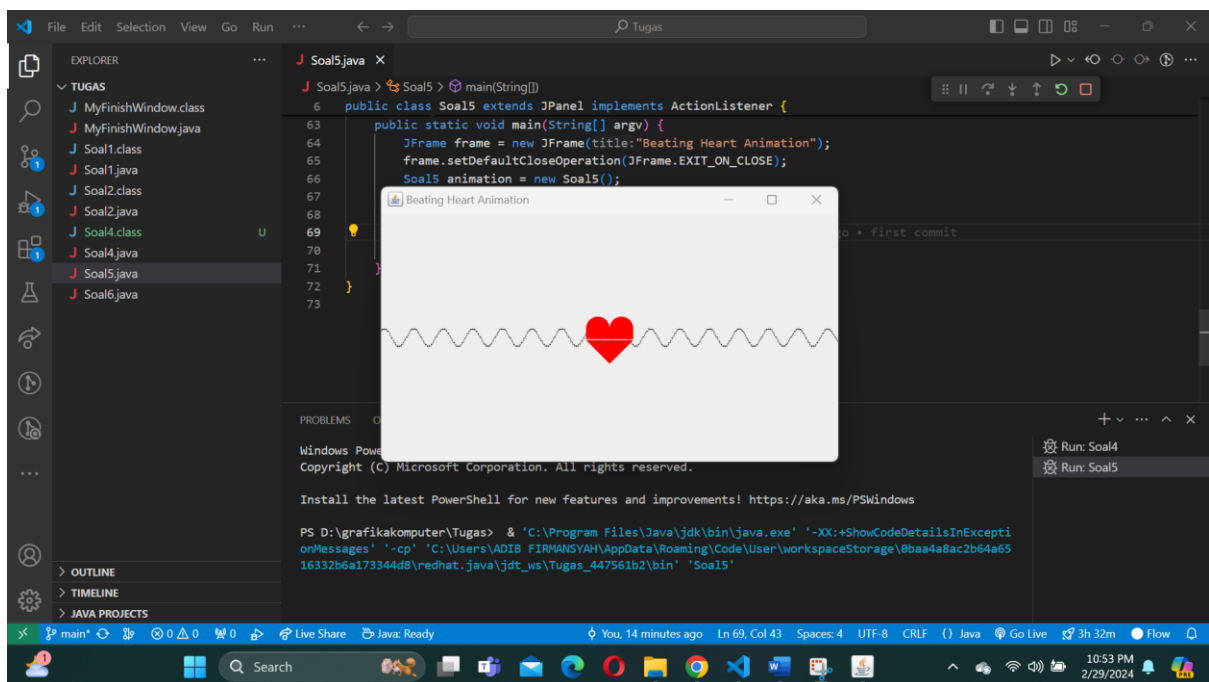 File Edit Selection View Go Run ··· Tugas
EXPLORER
TUGAS
J MyFinishWindow.class
J MyFinishWindow.java
J Soal1.class
J Soal1.java
J Soal2.class
J Soal2.java
J Soal4.class U
J Soal4.java
J Soal5.java
J Soal6.java
OUTLINE
TIMELINE
JAVA PROJECTS
J Soal5.java
J Soal5.java > Soal5 > main(String[])
6 public class Soal5 extends JPanel implements ActionListener {
63 public static void main(String[] argv) {
64 JFrame frame = new JFrame(title:"Beating Heart Animation");
65 frame.setDefaultCloseOperation(JFrame.EXIT_ON_CLOSE);
66 Soal5 animation = new Soal5();
67
68
69 • first commit
70
71 }
72 }
73
Beating Heart Animation
PROBLEMS
Windows
Copyright (C) Microsoft Corporation. All rights reserved.
Install the latest PowerShell for new features and improvements! https://aka.ms/PSWindows
PS D:\grafikakomputer\Tugas> & 'C:\Program Files\Java\jdk\bin\java.exe' '-XX:+ShowCodeDetailsInExcepti
onMessages' '-cp' 'C:\Users\ADIB FIRMANSYAH\AppData\Roaming\Code\User\workspaceStorage\0baa4a8ac2b64a65
16332b6a173344d8\redhat.java\jdt_ws\Tugas_447561b2\bin' 'Soal5'
Run: Soal4
Run: Soal5
main* 0 0 0 Live Share Java: Ready You, 14 minutes ago Ln 69, Col 43 Spaces: 4 UTF-8 CRLF {} Java Go Live 3h 32m Flow
Search
10:53 PM
2/29/2024